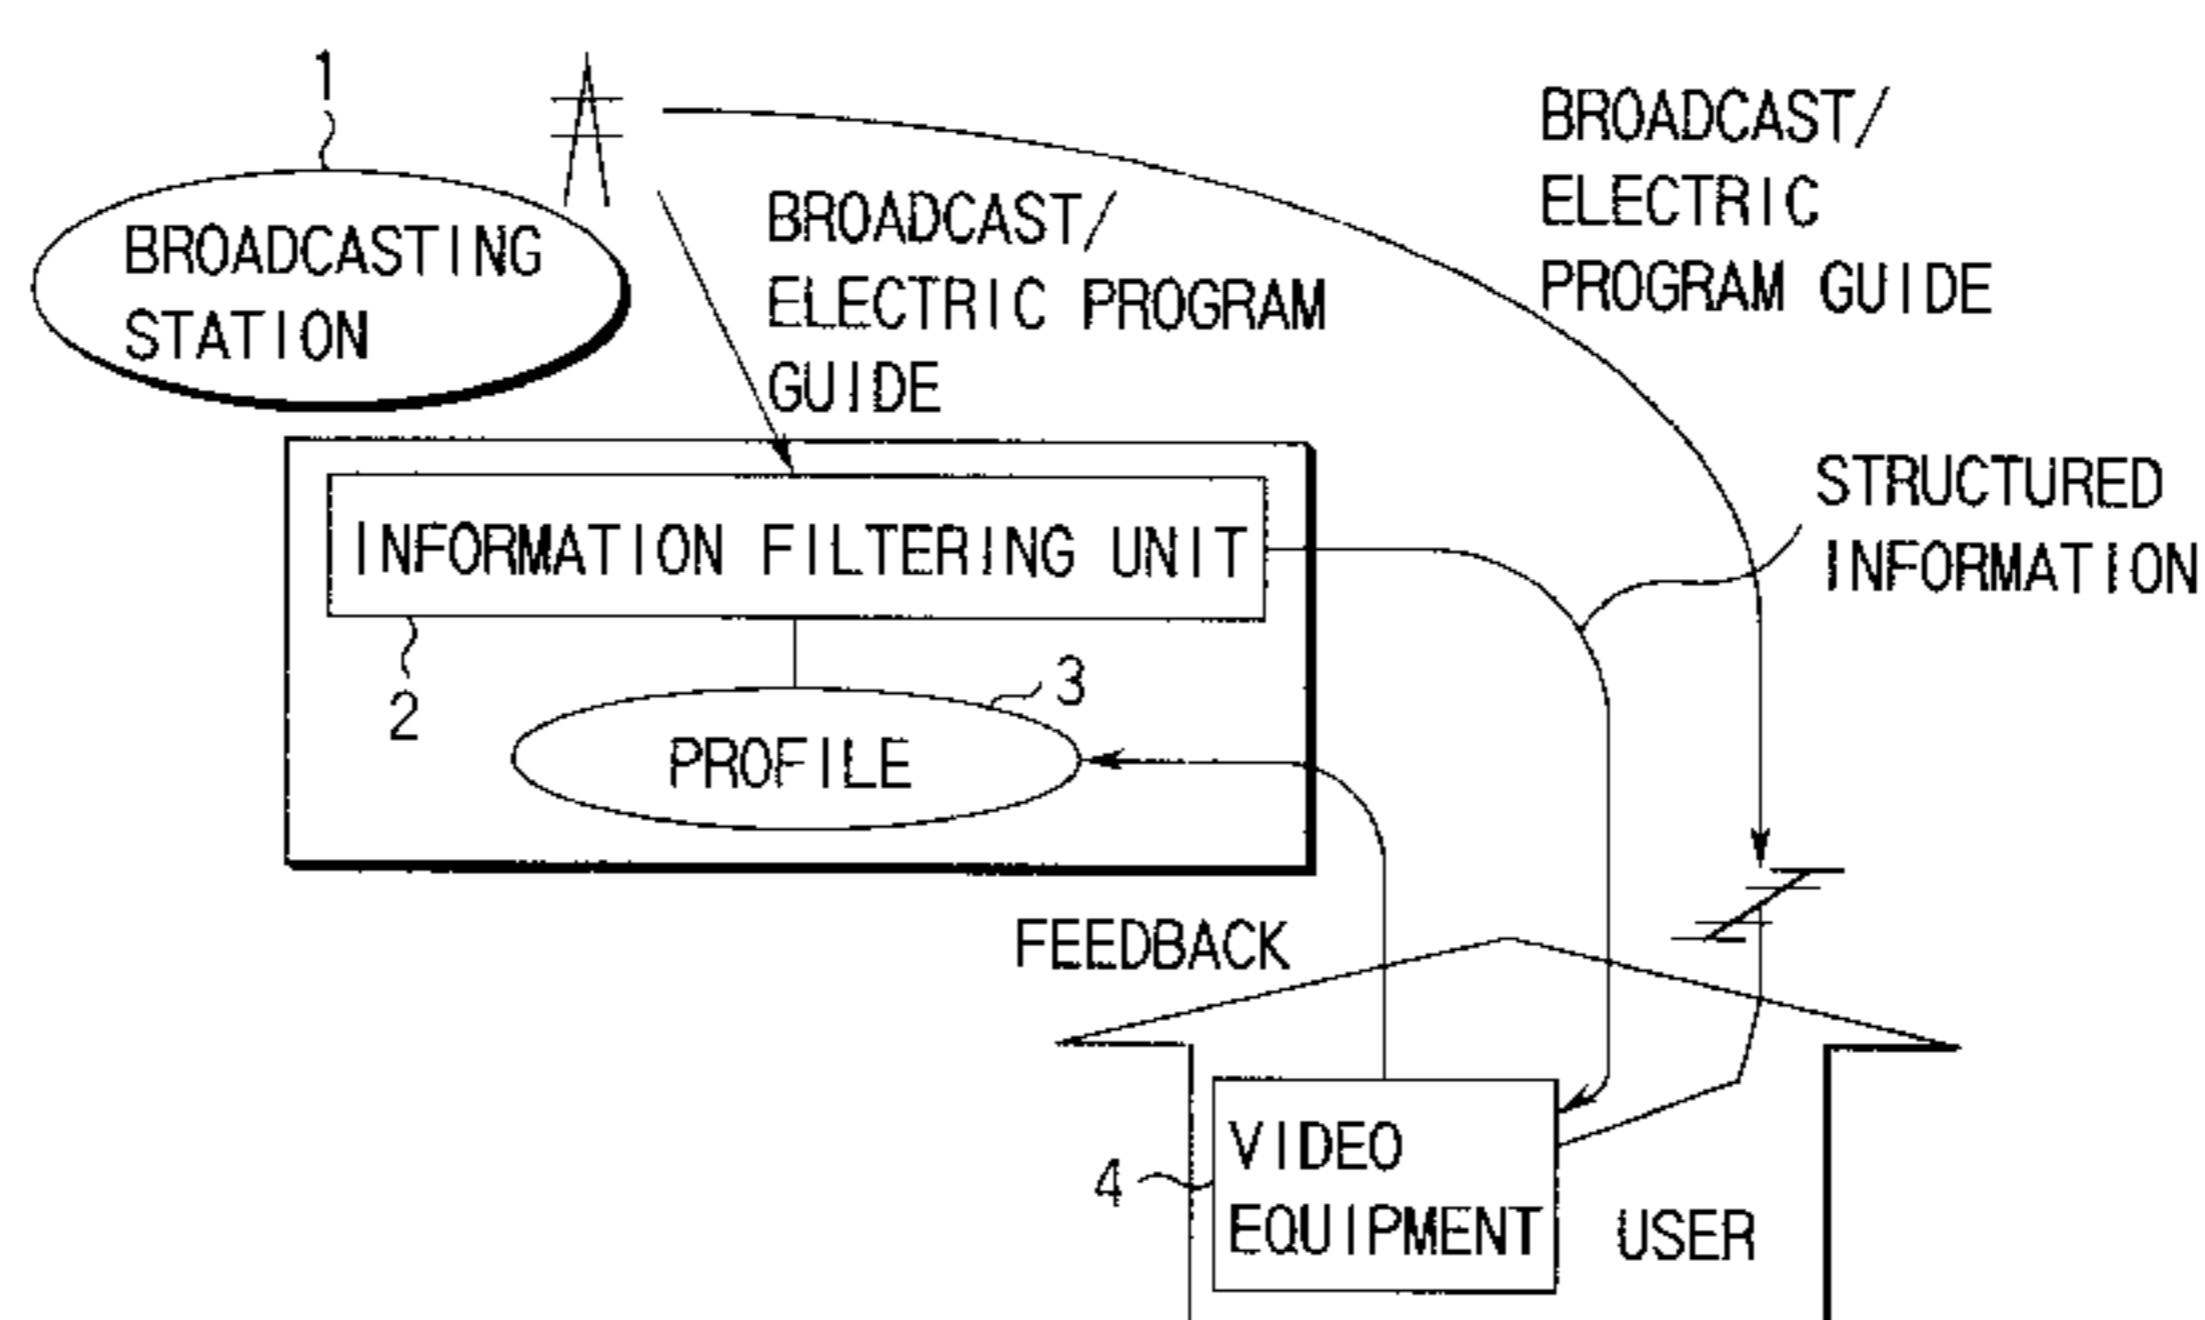 1
BROADCASTING
STATION
BROADCAST/
ELECTRIC PROGRAM
GUIDE
BROADCAST/
ELECTRIC
PROGRAM GUIDE
STRUCTURED
INFORMATION
INFORMATION FILTERING UNIT
2
3
PROFILE
FEEDBACK
4
VIDEO
EQUIPMENT
USER